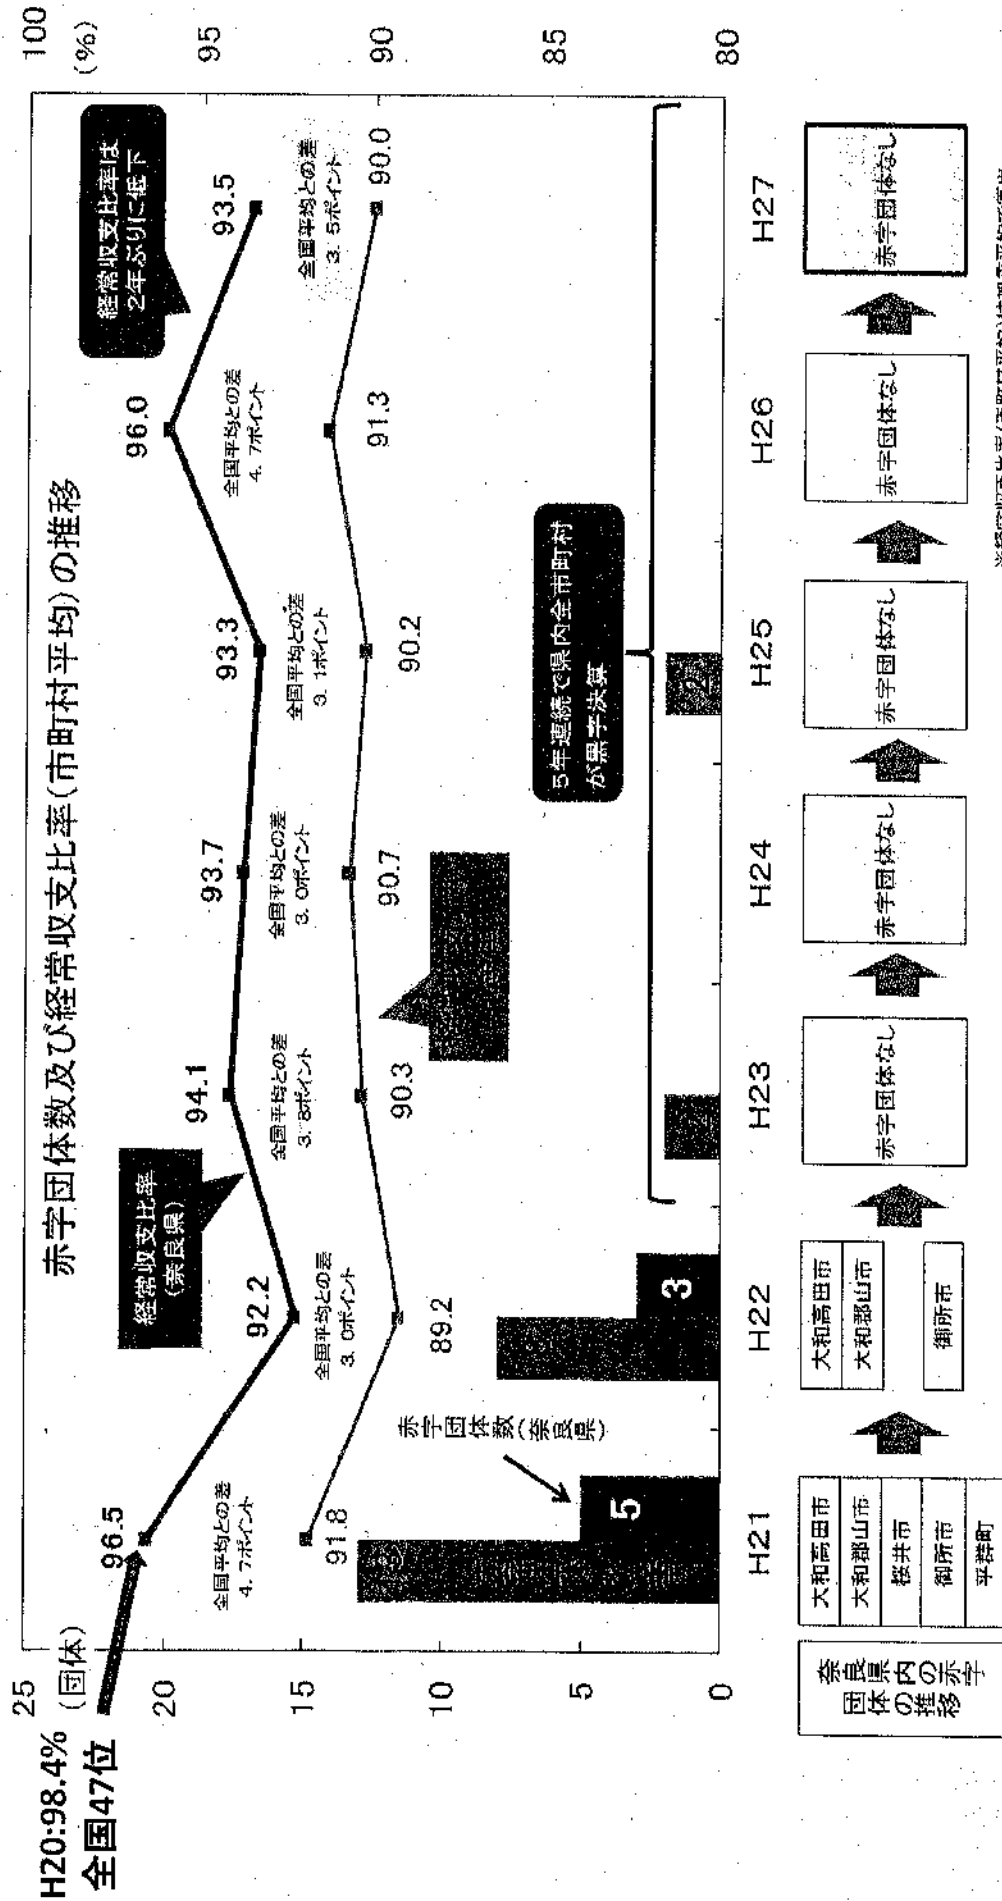 赤字団体数及び経常収支比率(市町村平均)の推移
H20:98.4%
全国47位
(団体)
25
20
15
10
5
0
100
(%)
95
90
85
80
経常収支比率
(奈良県)
経常収支比率は
2年ぶりに低下
96.5
92.2
94.1
93.7
93.3
96.0
93.5
全国平均との差
4.7ポイント
全国平均との差
3.0ポイント
全国平均との差
3.8ポイント
全国平均との差
3.0ポイント
全国平均との差
3.1ポイント
全国平均との差
4.7ポイント
全国平均との差
3.5ポイント
91.8
89.2
90.3
90.7
90.2
91.3
90.0
赤字団体数(奈良県)
5年連続で県内全市町村
が黒字決算
5
3
2
H21
H22
H23
H24
H25
H26
H27
奈良県内の赤字
団体の推移
大和高田市
大和郡山市
桜井市
御所市
平群町
大和高田市
大和郡山市
御所市
赤字団体なし
赤字団体なし
赤字団体なし
赤字団体なし
赤字団体なし